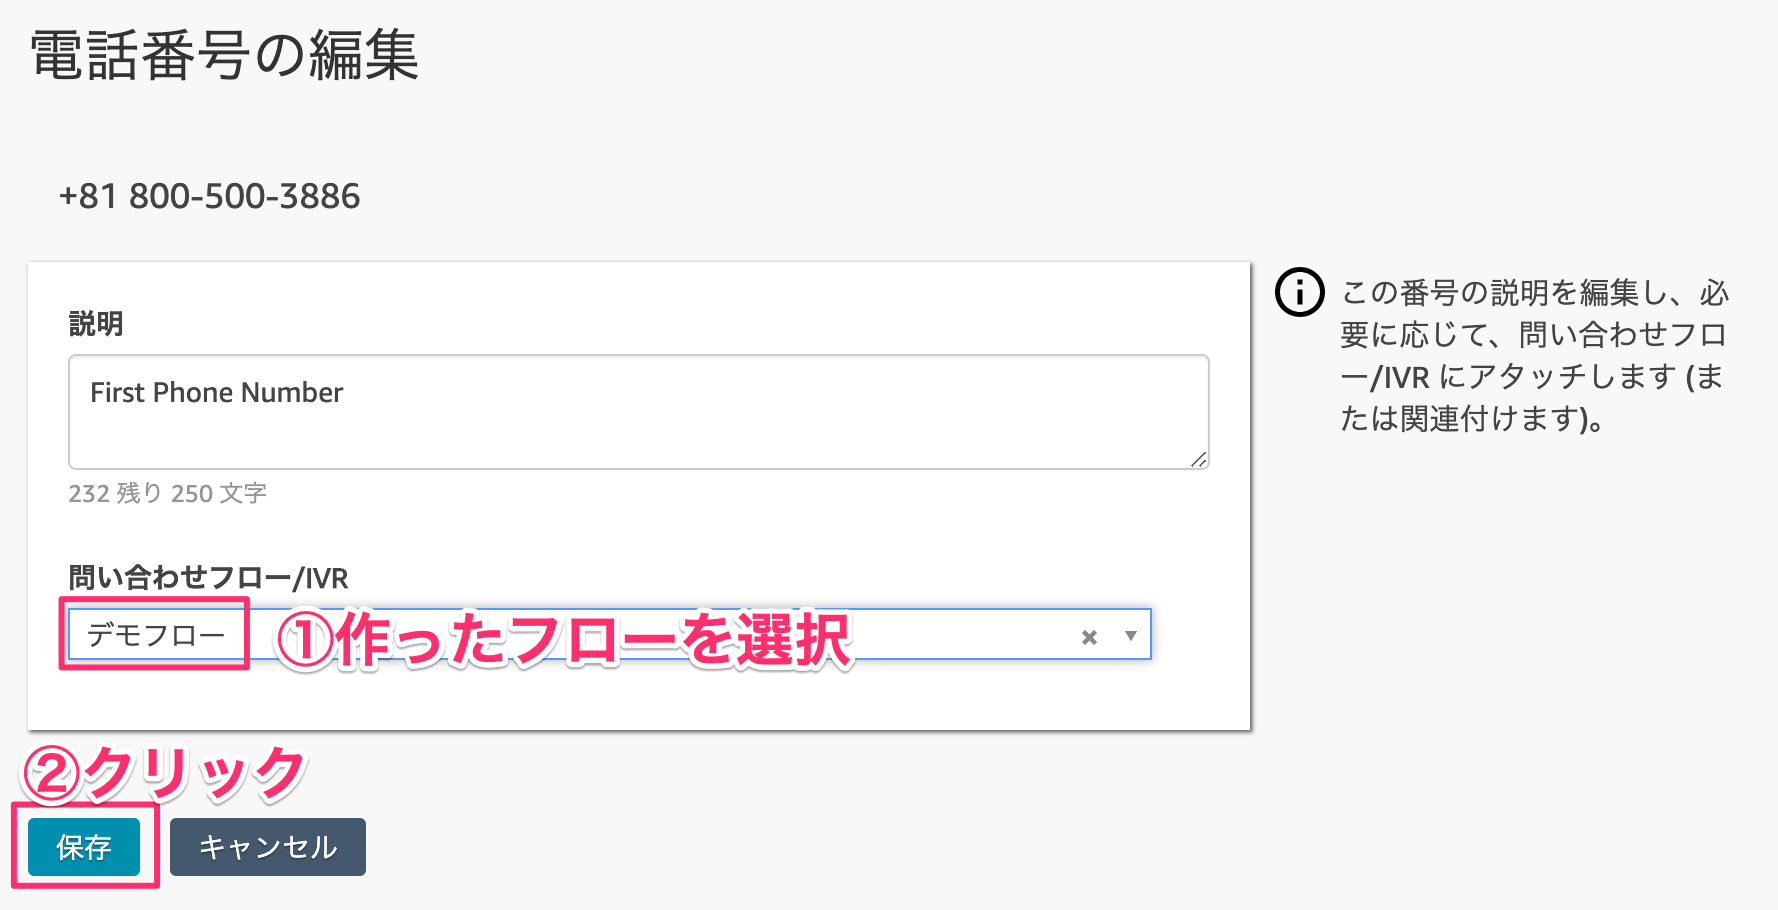 電話番号の編集
+81 800-500-3886
説明
First Phone Number
232 残り 250 文字
問い合わせフロー/IVR
デモフロー
①作ったフローを選択
②クリック
保存
キャンセル
この番号の説明を編集し、必
要に応じて、問い合わせフロ
ー/IVR にアタッチします (ま
たは関連付けます)。